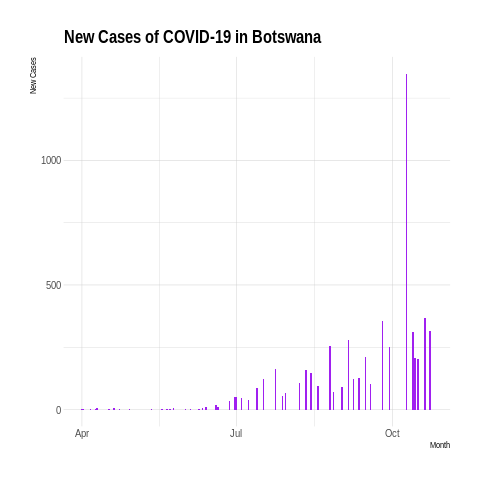 New Cases of COVID-19 in Botswana
New Cases
1000
500
0
Apr Jul Oct
Month